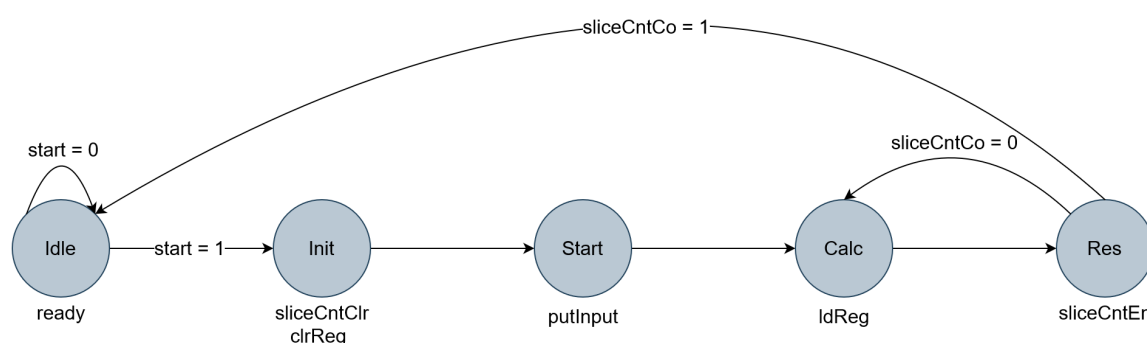 sliceCntCo = 1
start = 0
sliceCntCo = 0
Idle
start = 1
Init
Start
Calc
Res
ready
sliceCntClr
clrReg
putInput
ldReg
sliceCntEn